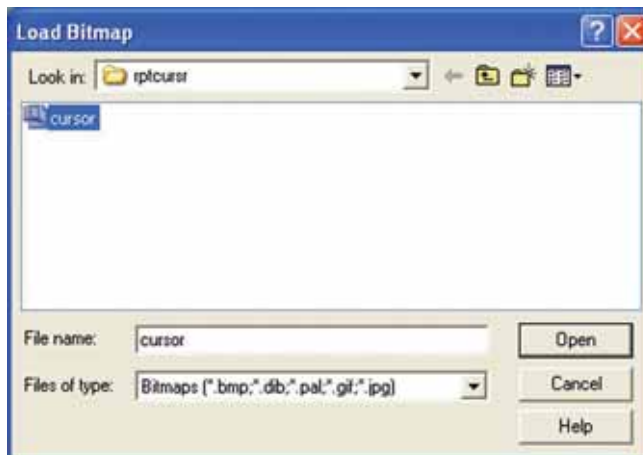 Load Bitmap
Look in: rptcursr
cursor
File name: cursor Open
Files of type: Bitmaps (*.bmp;*.dib;*.pal;*.gif;*.jpg) Cancel
Help